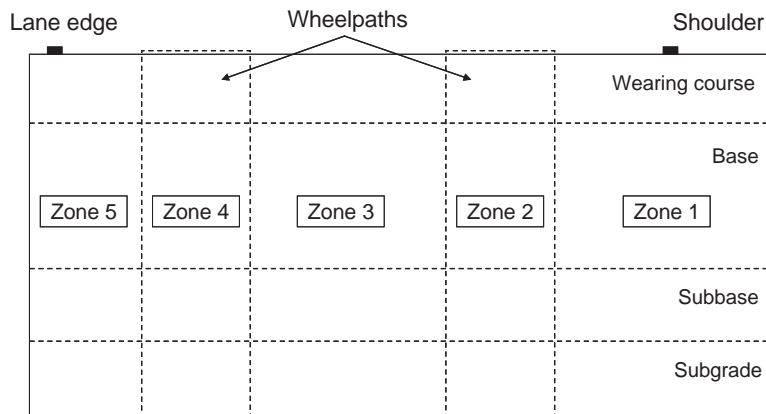 Lane edge
Wheelpaths
Shoulder
Wearing course
Base
Zone 5
Zone 4
Zone 3
Zone 2
Zone 1
Subbase
Subgrade